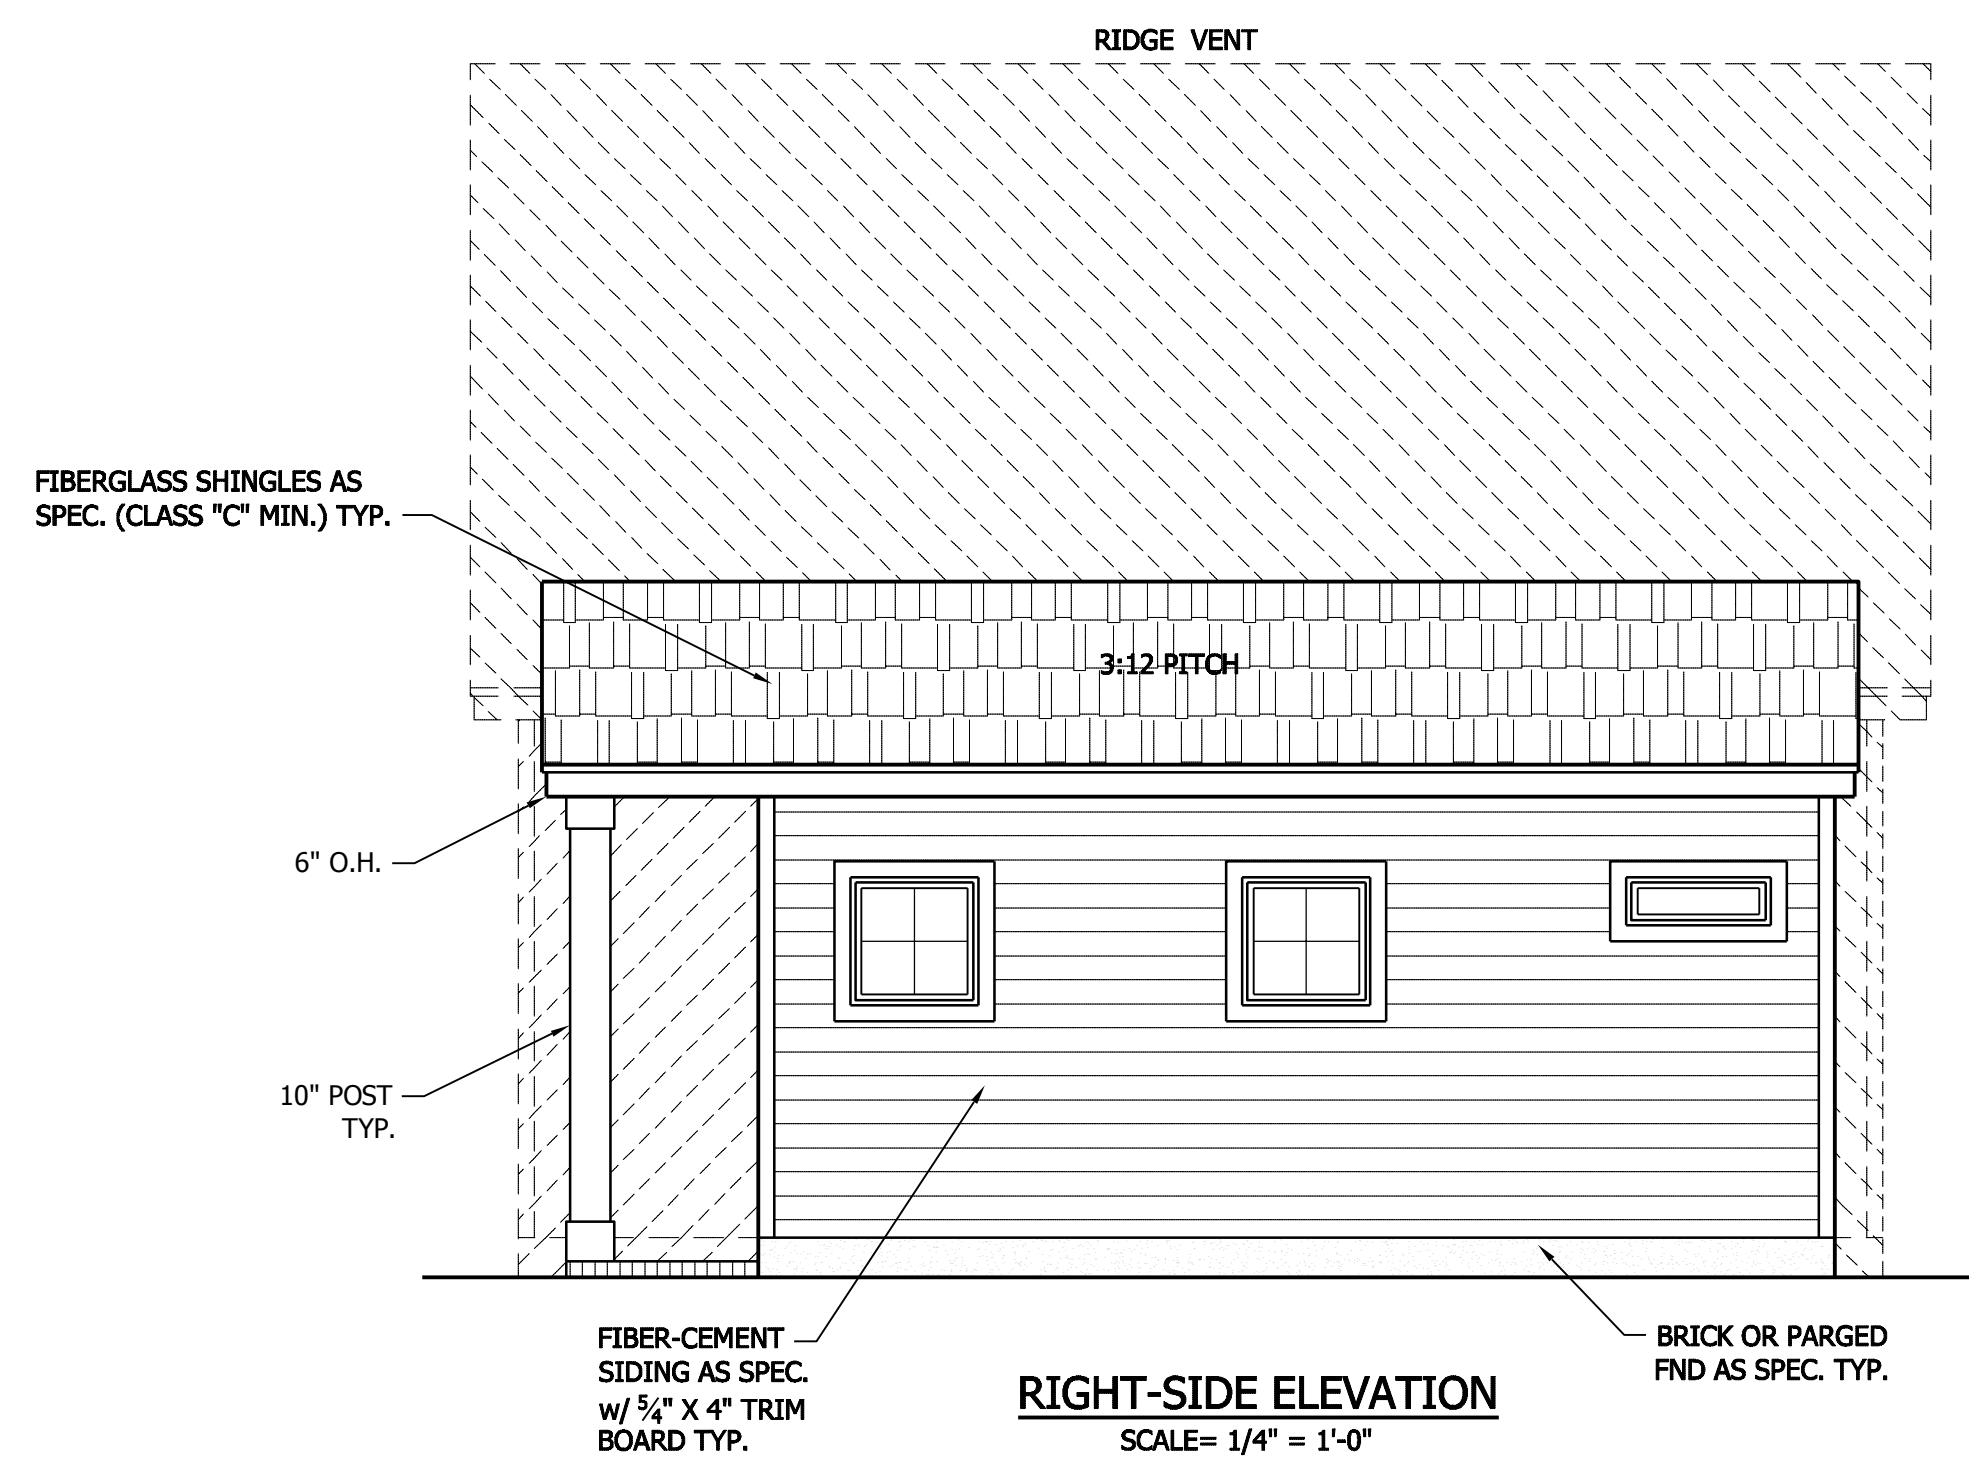 RIDGE VENT
FIBERGLASS SHINGLES AS
SPEC. (CLASS "C" MIN.) TYP.
3:12 PITCH
6" O.H.
10" POST
TYP.
FIBER-CEMENT
SIDING AS SPEC.
w/ 5/4" X 4" TRIM
BOARD TYP.
BRICK OR PARGED
FND AS SPEC. TYP.
RIGHT-SIDE ELEVATION
SCALE= 1/4" = 1'-0"